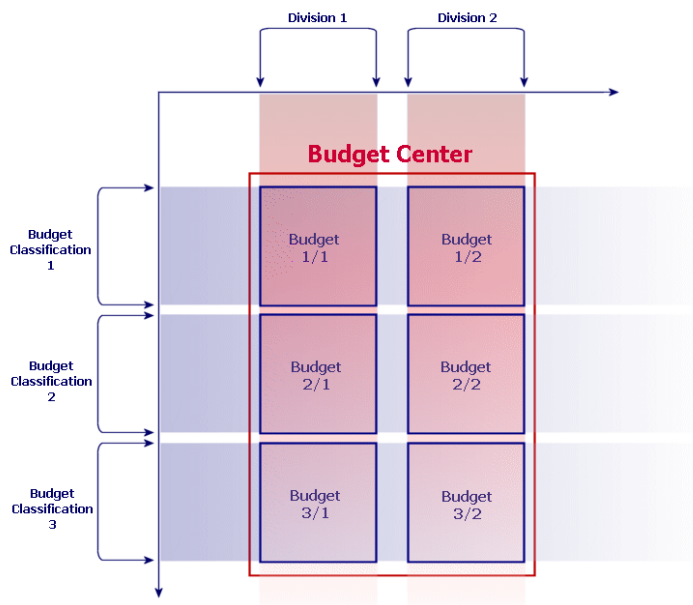 Division 1
Division 2
Budget Center
Budget
Classification
1
Budget
1/1
Budget
1/2
Budget
Classification
2
Budget
2/1
Budget
2/2
Budget
Classification
3
Budget
3/1
Budget
3/2